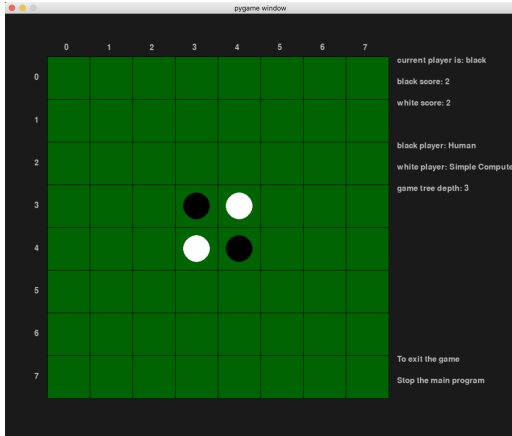 pygame window
0 1 2 3 4 5 6 7
current player is: black
0
black score: 2
white score: 2
1
black player: Human
2
white player: Simple Compute
game tree depth: 3
3
4
5
6
To exit the game
7
Stop the main program